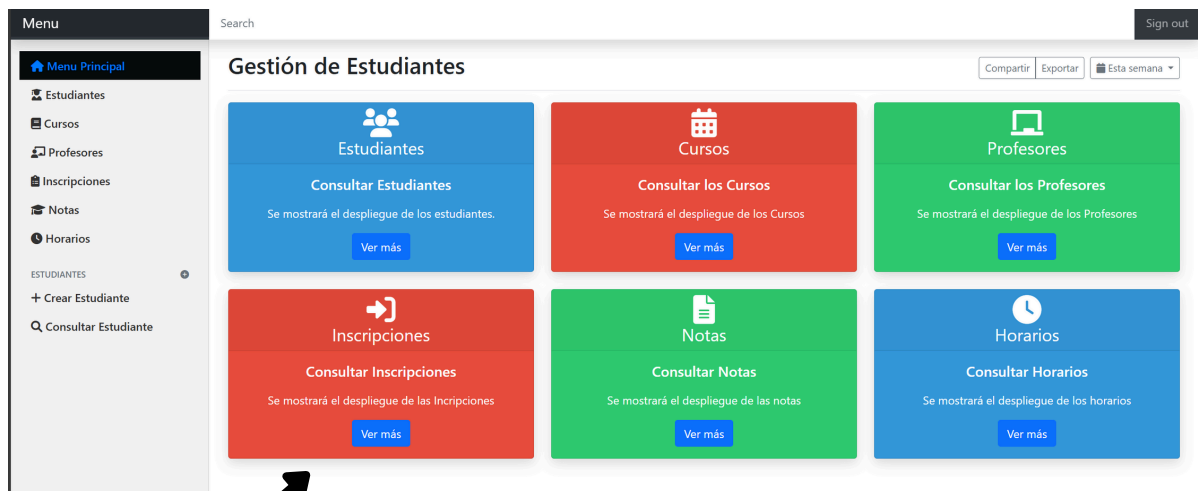 Menu
Search
Sign out
Menu Principal
Estudiantes
Cursos
Profesores
Inscripciones
Notas
Horarios
ESTUDIANTES
Crear Estudiante
Consultar Estudiante
Gestión de Estudiantes
Compartir
Exportar
Esta semana
Estudiantes
Consultar Estudiantes
Se mostrará el despliegue de los estudiantes.
Ver más
Cursos
Consultar los Cursos
Se mostrará el despliegue de los Cursos
Ver más
Profesores
Consultar los Profesores
Se mostrará el despliegue de los Profesores
Ver más
Inscripciones
Consultar Inscripciones
Se mostrará el despliegue de las Incripciones
Ver más
Notas
Consultar Notas
Se mostrará el despliegue de las notas
Ver más
Horarios
Consultar Horarios
Se mostrará el despliegue de los horarios
Ver más